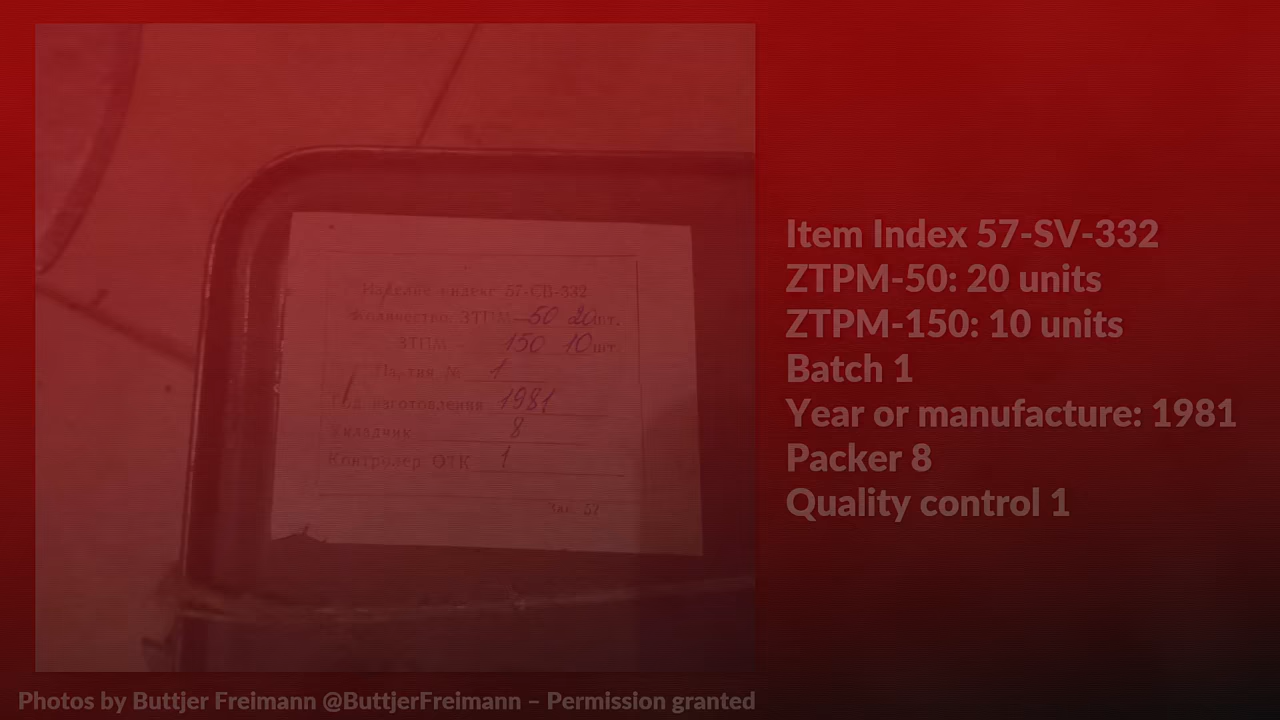 Изделие индекс 57-СВ-332
Количество: ЗТПМ—50 20шт.
ЗТПМ - 150 10шт.
Партия № 1
Год изготовления 1981
Укладчик 8
Контролер ОТК 1
Зак. 57
Item Index 57-SV-332
ZTPM-50: 20 units
ZTPM-150: 10 units
Batch 1
Year or manufacture: 1981
Packer 8
Quality control 1
Photos by Buttjer Freimann @ButtjerFreimann – Permission granted